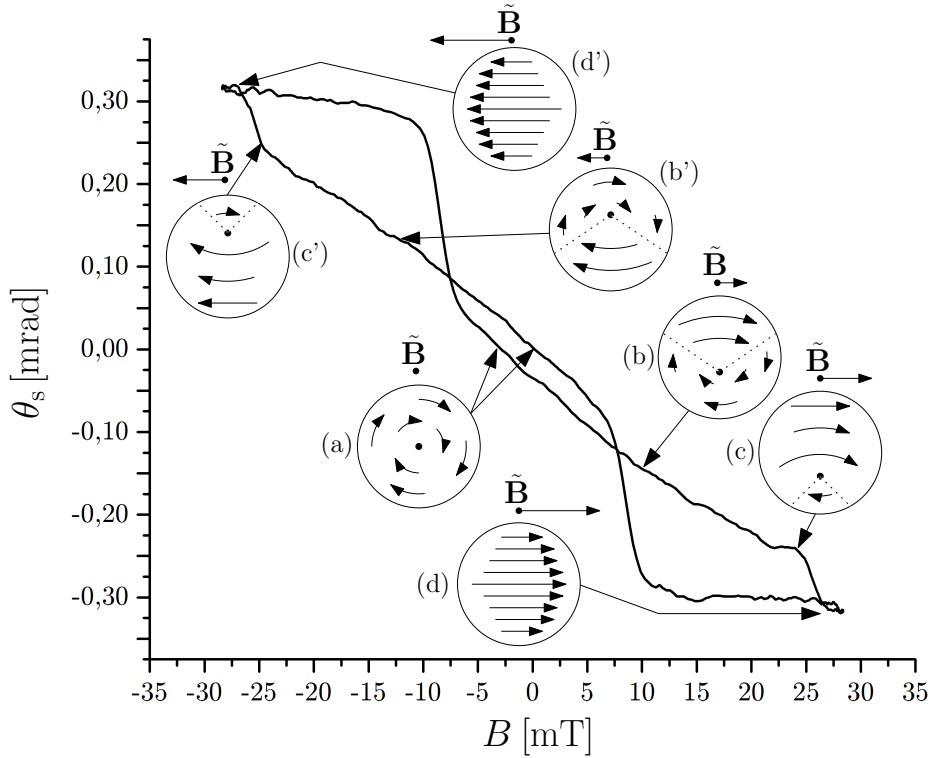 B̃
(d')
0,30
B̃
(b')
B̃
0,20
(c')
B̃
0,10
B̃
(b)
B̃
θs [mrad]
0,00
(a)
(c)
-0,10
B̃
-0,20
(d)
-0,30
-35 -30 -25 -20 -15 -10 -5 0 5 10 15 20 25 30 35
B [mT]